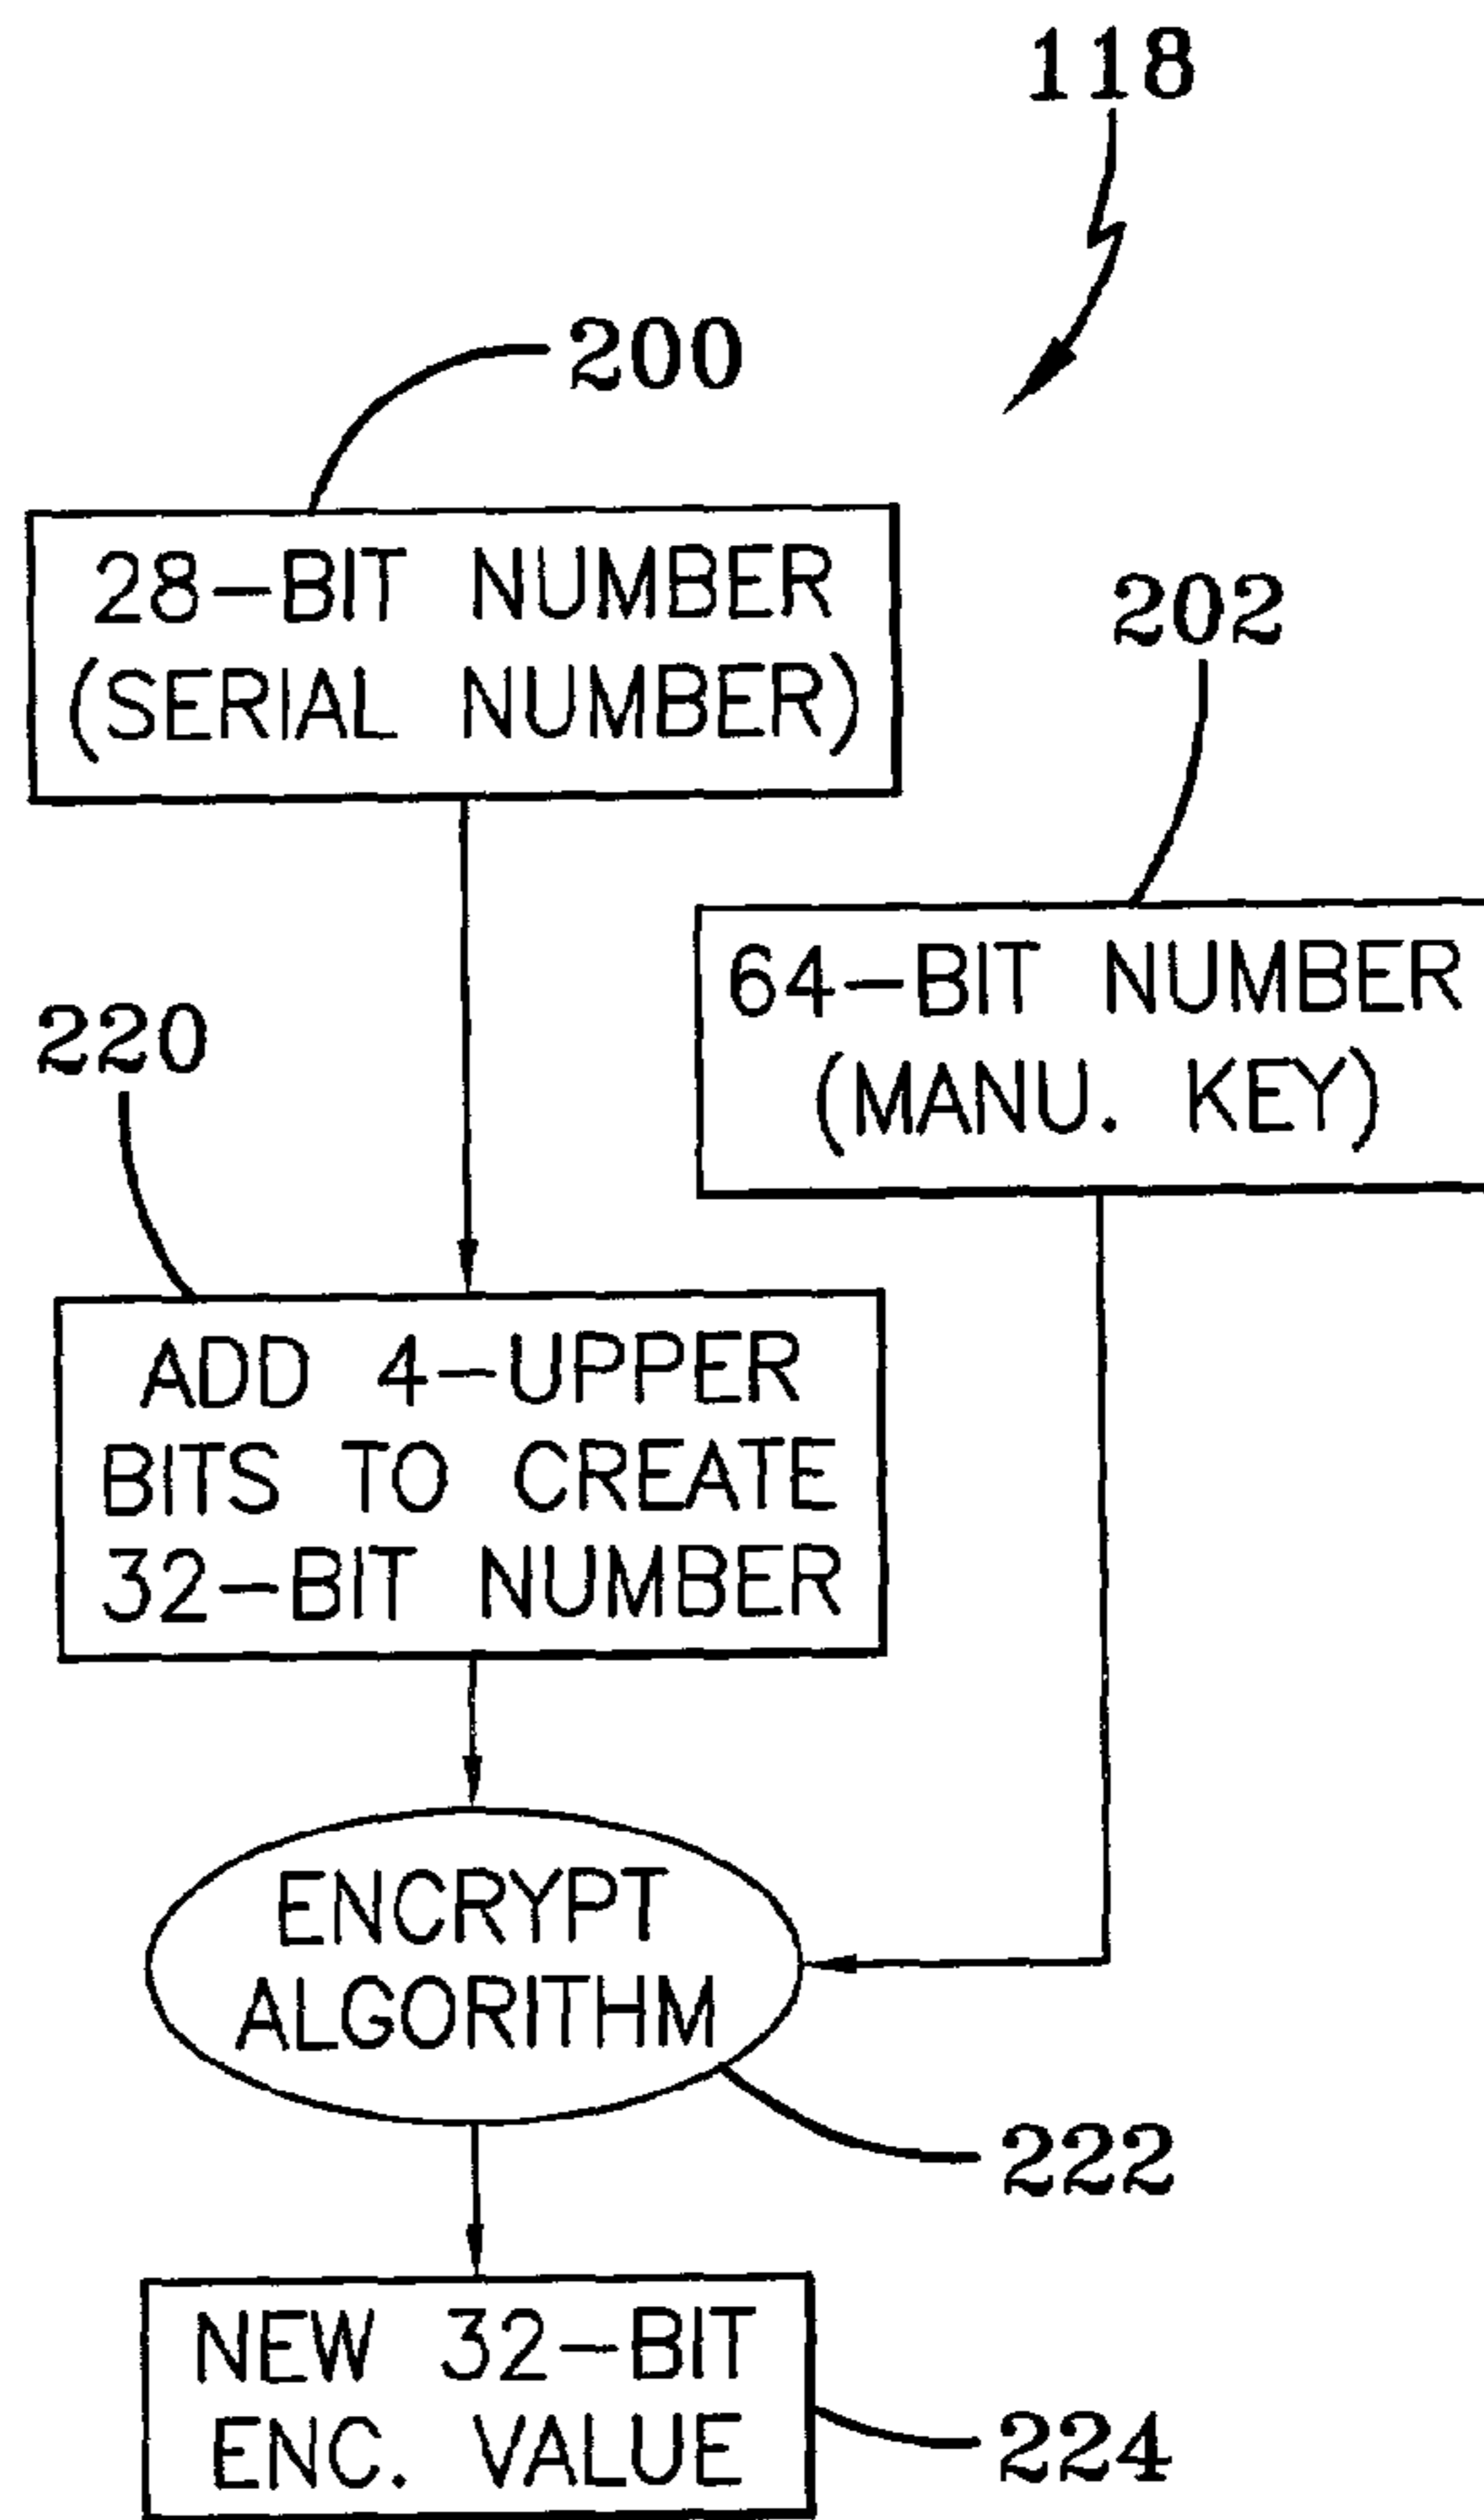 118
200
28-BIT NUMBER
(SERIAL NUMBER)
202
64-BIT NUMBER
(MANU. KEY)
220
ADD 4-UPPER
BITS TO CREATE
32-BIT NUMBER
ENCRYPT
ALGORITHM
222
NEW 32-BIT
ENC. VALUE
224